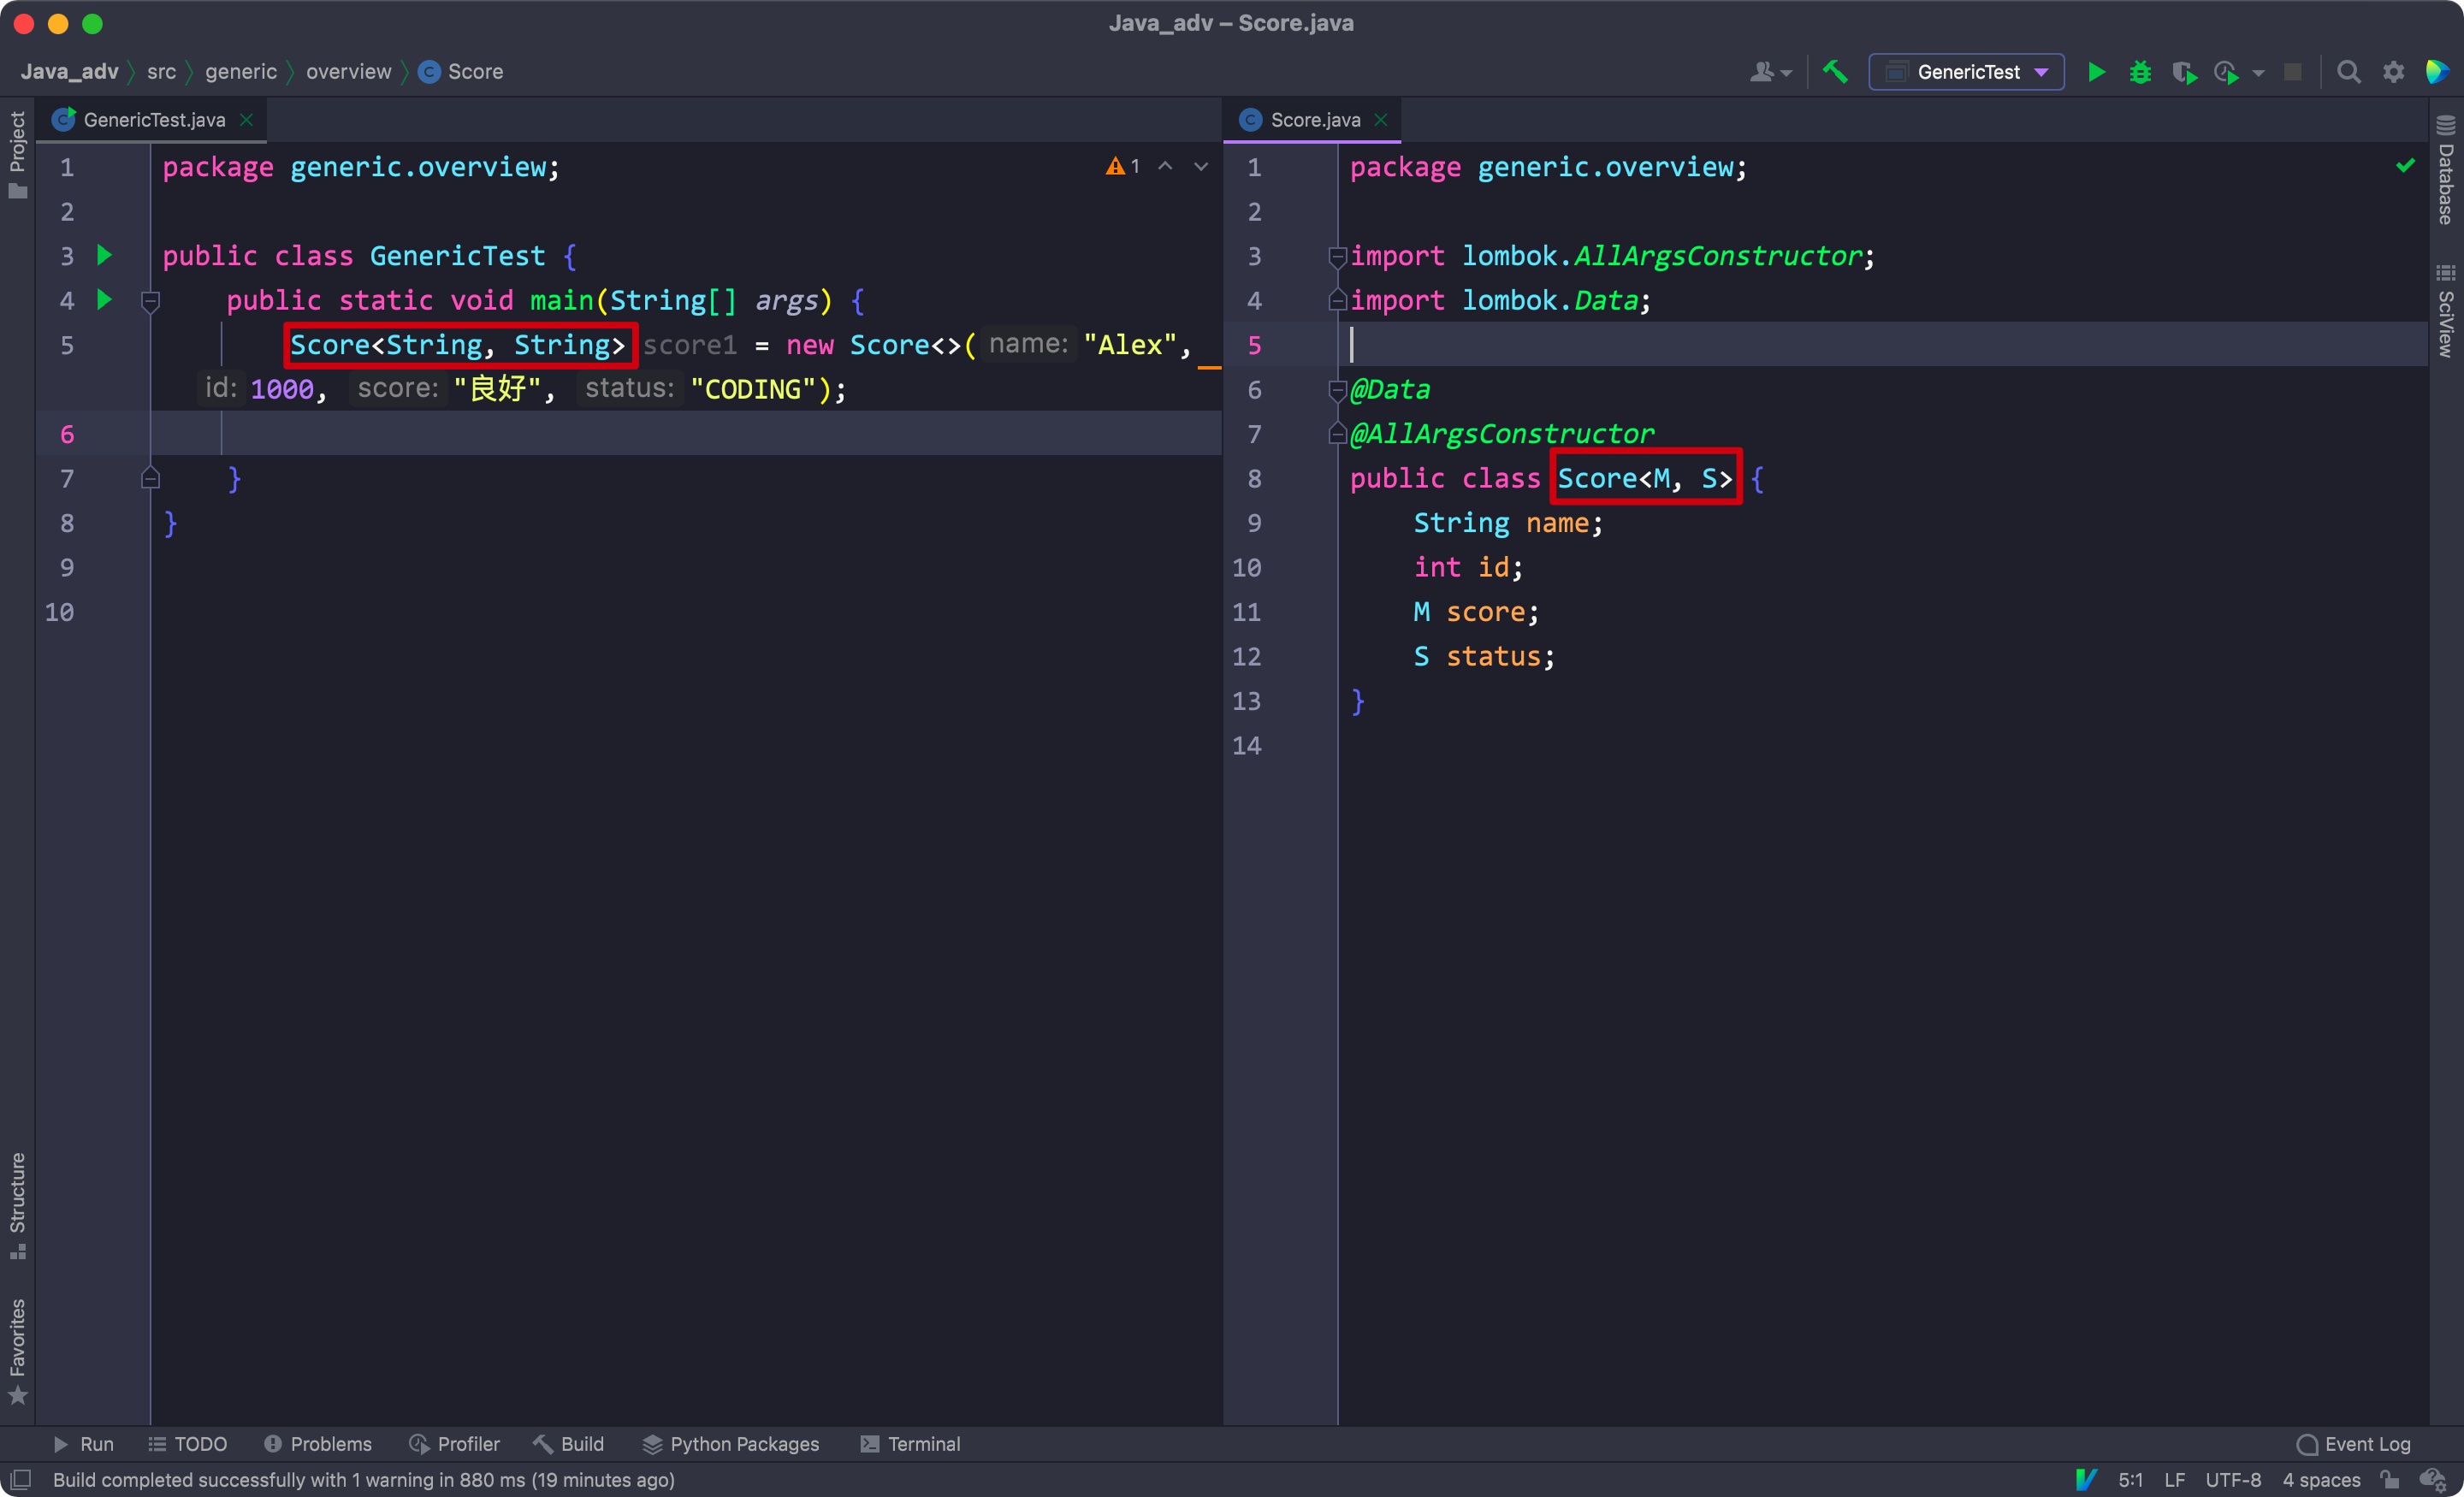 Java_adv – Score.java
Java_adv src generic overview Score
GenericTest
GenericTest.java
Score.java
Project
Structure
Favorites
1 package generic.overview; 1
2
3 public class GenericTest {
4 public static void main(String[] args) {
5 Score<String, String> score1 = new Score<>( name: "Alex",
id: 1000, score: "良好", status: "CODING");
6
7 }
8 }
9
10
1 package generic.overview;
2
3 import lombok.AllArgsConstructor;
4 import lombok.Data;
5
6 @Data
7 @AllArgsConstructor
8 public class Score<M, S> {
9 String name;
10 int id;
11 M score;
12 S status;
13 }
14
Database
SciView
Run TODO Problems Profiler Build Python Packages Terminal Event Log
Build completed successfully with 1 warning in 880 ms (19 minutes ago) 5:1 LF UTF-8 4 spaces